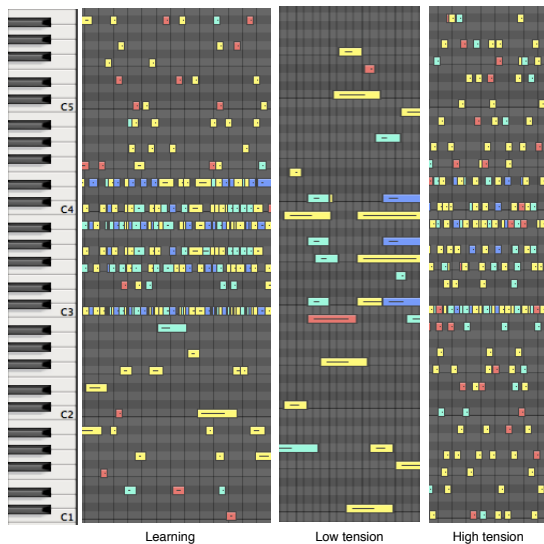 C5
C4
C3
C2
C1
Learning
Low tension
High tension